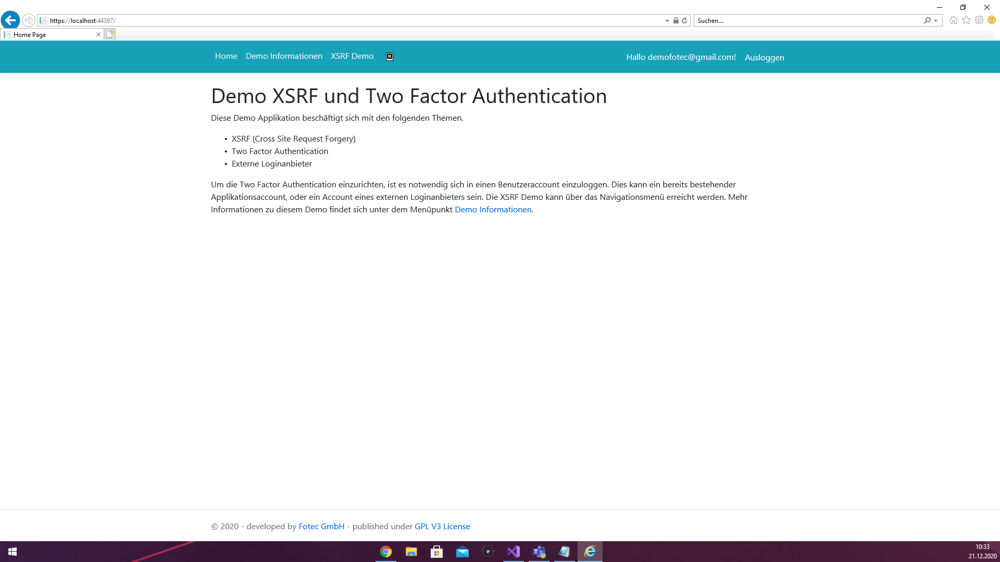 https://localhost:44397/
Suchen...
Home Page
Home Demo Informationen XSRF Demo
Hallo demofotec@gmail.com! Ausloggen
Demo XSRF und Two Factor Authentication
Diese Demo Applikation beschäftigt sich mit den folgenden Themen.
• XSRF (Cross Site Request Forgery)
• Two Factor Authentication
• Externe Loginanbieter
Um die Two Factor Authentication einzurichten, ist es notwendig sich in einen Benutzeraccount einzuloggen. Dies kann ein bereits bestehender
Applikationsaccount, oder ein Account eines externen Loginanbieters sein. Die XSRF Demo kann über das Navigationsmenü erreicht werden. Mehr
Informationen zu diesem Demo findet sich unter dem Menüpunkt Demo Informationen.
© 2020 - developed by Fotec GmbH - published under GPL V3 License
10:33
21.12.2020